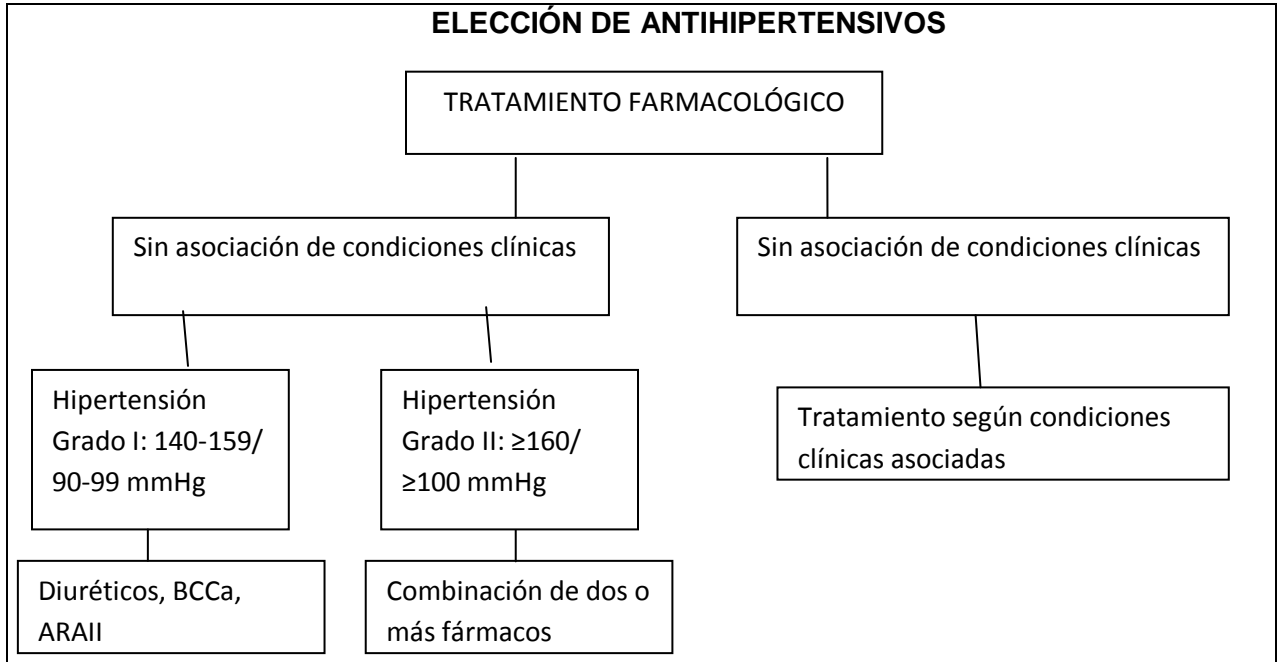 ELECCIÓN DE ANTIHIPERTENSIVOS
TRATAMIENTO FARMACOLÓGICO
Sin asociación de condiciones clínicas
Sin asociación de condiciones clínicas
Hipertensión
Grado I: 140-159/
90-99 mmHg
Hipertensión
Grado II: ≥160/
≥100 mmHg
Tratamiento según condiciones
clínicas asociadas
Diuréticos, BCCa,
ARAII
Combinación de dos o
más fármacos